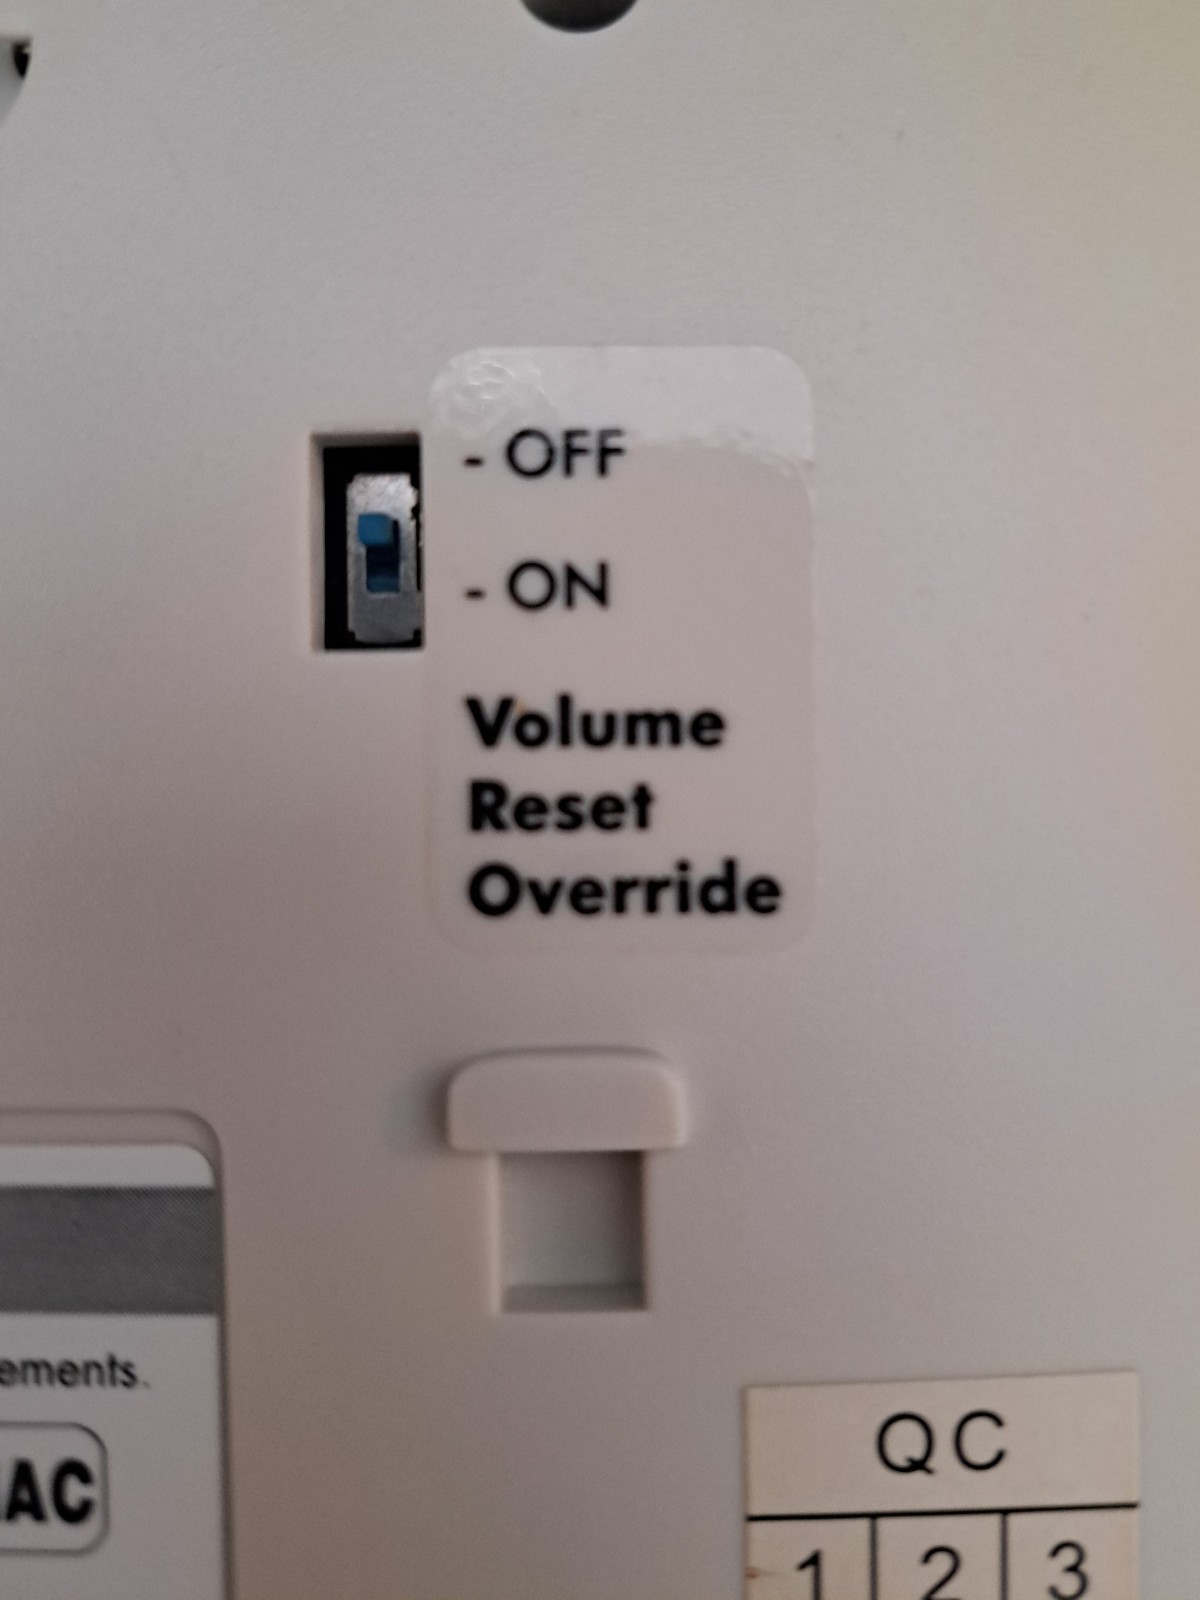 - OFF
- ON
Volume
Reset
Override
ements.
AC
QC
1 2 3